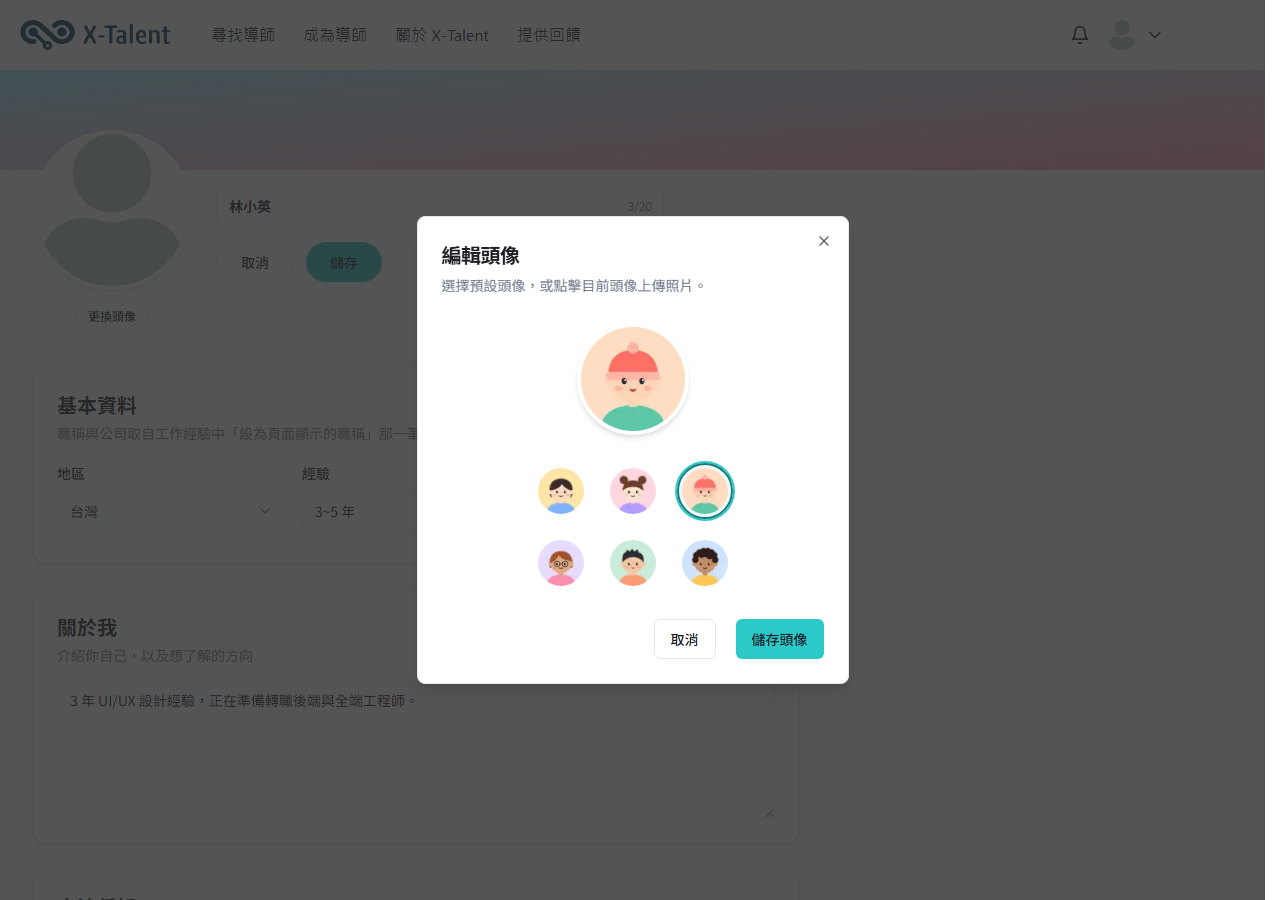 X-Talent
尋找導師 成為導師 關於 X-Talent 提供回饋
林小英 3/20
取消 儲存
更換頭像
編輯頭像
選擇預設頭像，或點擊目前頭像上傳照片。
取消 儲存頭像
基本資料
職稱與公司取自工作經驗中「設為頁面顯示的職稱」那一筆
地區 經驗
台灣 3~5 年
關於我
介紹你自己，以及想了解的方向
3 年 UI/UX 設計經驗，正在準備轉職後端與全端工程師。